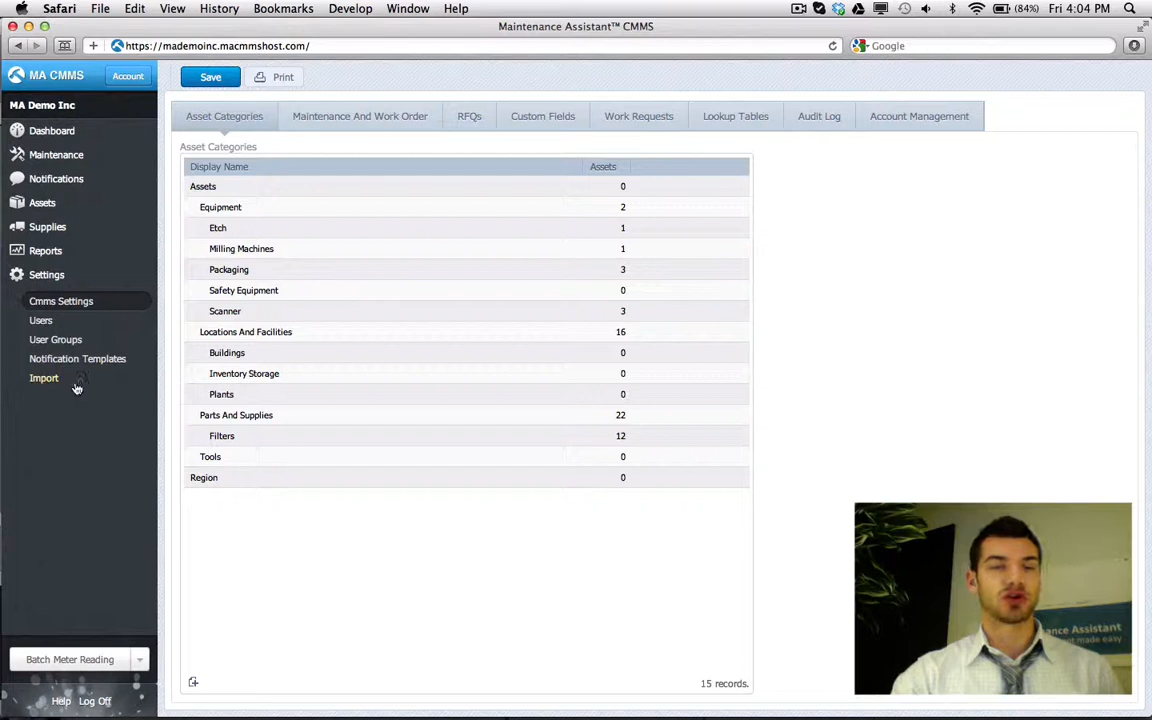 Safari File Edit View History Bookmarks Develop Window Help (84%) Fri 4:04 PM
Maintenance Assistant™ CMMS
https://mademoinc.macmmshost.com/ Google
MA CMMS Account Save Print
MA Demo Inc
Dashboard
Maintenance
Notifications
Assets
Supplies
Reports
Settings
Cmms Settings
Users
User Groups
Notification Templates
Import
Batch Meter Reading
Help Log Off
Asset Categories Maintenance And Work Order RFQs Custom Fields Work Requests Lookup Tables Audit Log Account Management
Asset Categories
Display Name Assets
Assets 0
Equipment 2
Etch 1
Milling Machines 1
Packaging 3
Safety Equipment 0
Scanner 3
Locations And Facilities 16
Buildings 0
Inventory Storage 0
Plants 0
Parts And Supplies 22
Filters 12
Tools 0
Region 0
15 records.
Assistant
made easy